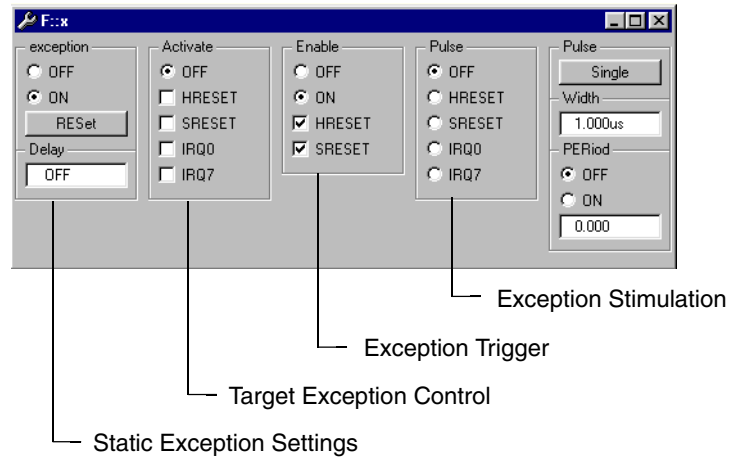 F::x
exception
OFF
ON
RESet
Delay
OFF
Activate
OFF
HRESET
SRESET
IRQ0
IRQ7
Enable
OFF
ON
HRESET
SRESET
Pulse
OFF
HRESET
SRESET
IRQ0
IRQ7
Pulse
Single
Width
1.000us
PERiod
OFF
ON
0.000
Exception Stimulation
Exception Trigger
Target Exception Control
Static Exception Settings